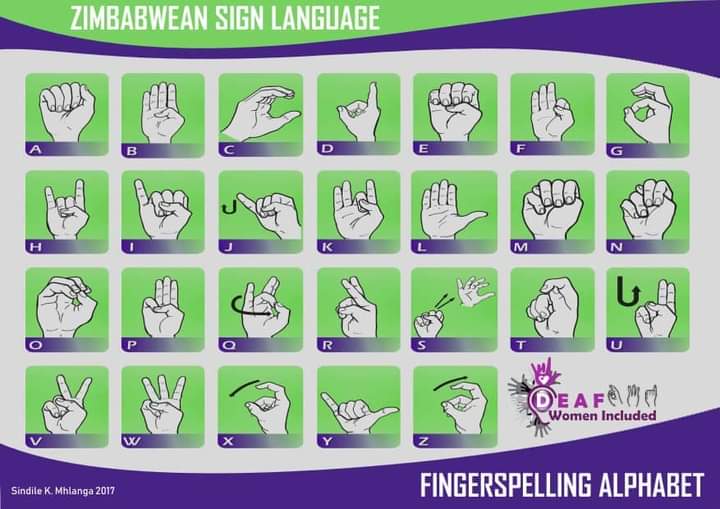 ZIMBABWEAN SIGN LANGUAGE
A B C D E F G
H I J K L M N
O P Q R S T U
V W X Y Z
DEAF
Women Included
Sindile K. Mhlanga 2017
FINGERSPELLING ALPHABET